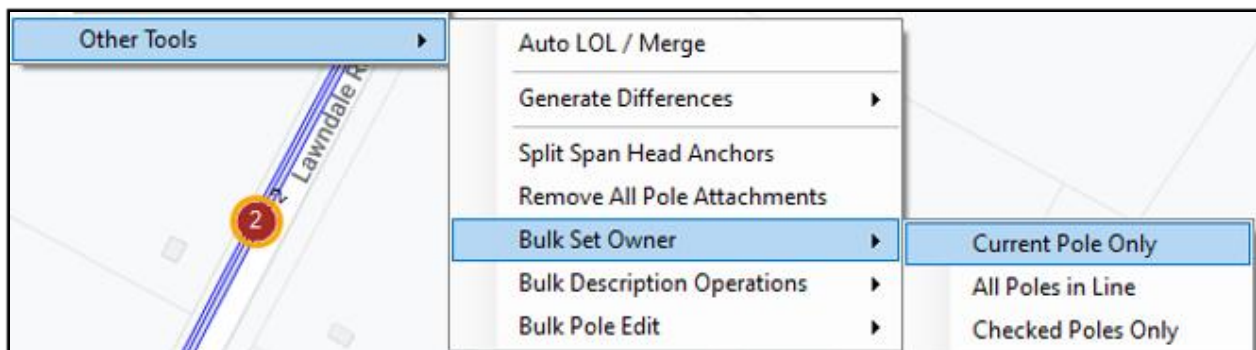 Other Tools
Auto LOL / Merge
Generate Differences
Split Span Head Anchors
Remove All Pole Attachments
Bulk Set Owner
Bulk Description Operations
Bulk Pole Edit
Current Pole Only
All Poles in Line
Checked Poles Only
Lawndale R
2
2